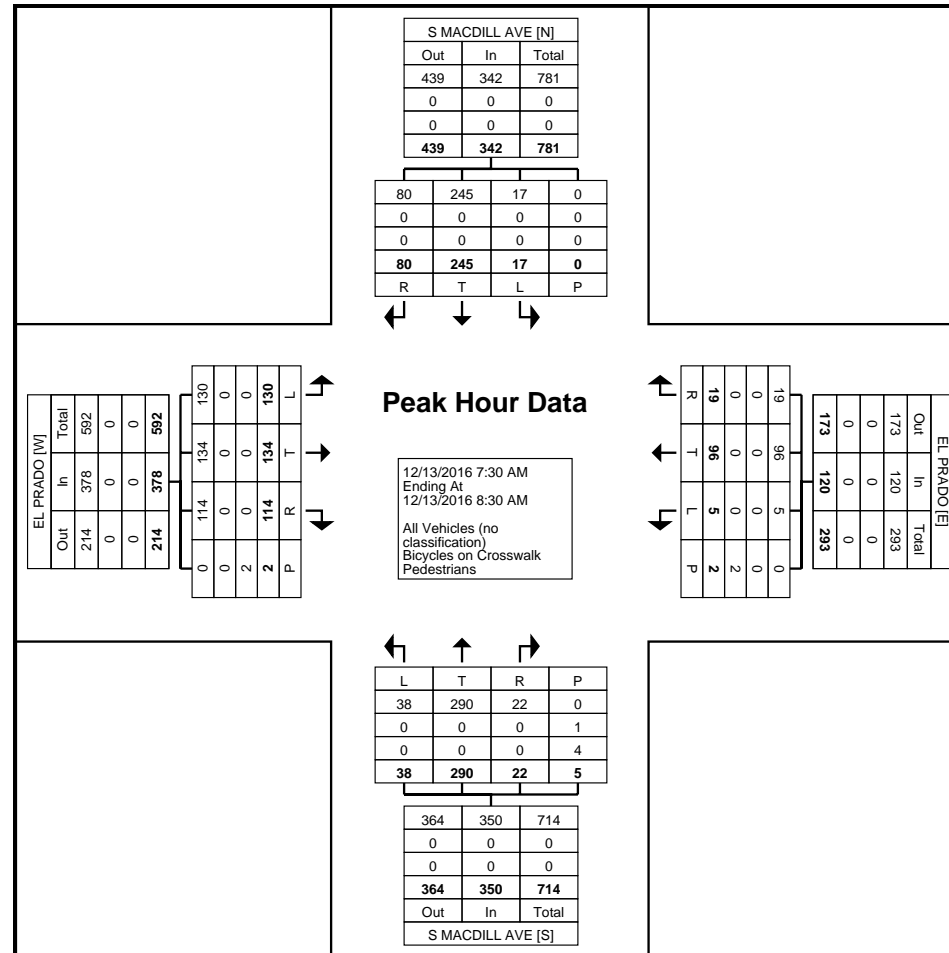 S MACDILL AVE [N]
Out In Total
439 342 781
0 0 0
0 0 0
439 342 781
80 245 17 0
0 0 0 0
0 0 0 0
80 245 17 0
R T L P
EL PRADO [W]
Out In Total
214 378 592
0 0 0
0 0 0
214 378 592
0 114 134 130
0 0 0 0
2 0 0 0
2 114 134 130
P R T L
Peak Hour Data
12/13/2016 7:30 AM
Ending At
12/13/2016 8:30 AM
All Vehicles (no
classification)
Bicycles on Crosswalk
Pedestrians
EL PRADO [E]
Out In Total
173 120 293
0 0 0
0 0 0
173 120 293
19 96 5 0
0 0 0 0
0 0 0 2
19 96 5 2
R T L P
L T R P
38 290 22 0
0 0 0 1
0 0 0 4
38 290 22 5
364 350 714
0 0 0
0 0 0
364 350 714
Out In Total
S MACDILL AVE [S]